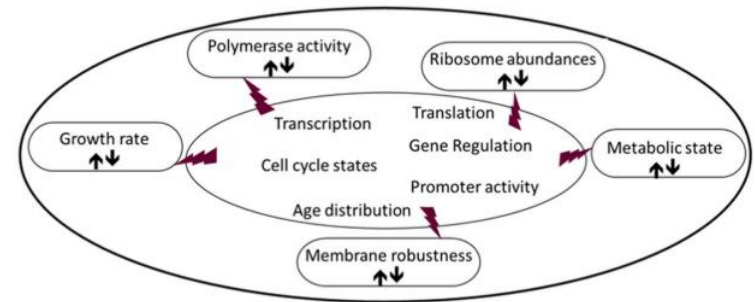 Polymerase activity
Ribosome abundances
Translation
Transcription
Growth rate
Gene Regulation
Metabolic state
Cell cycle states
Promoter activity
Age distribution
Membrane robustness